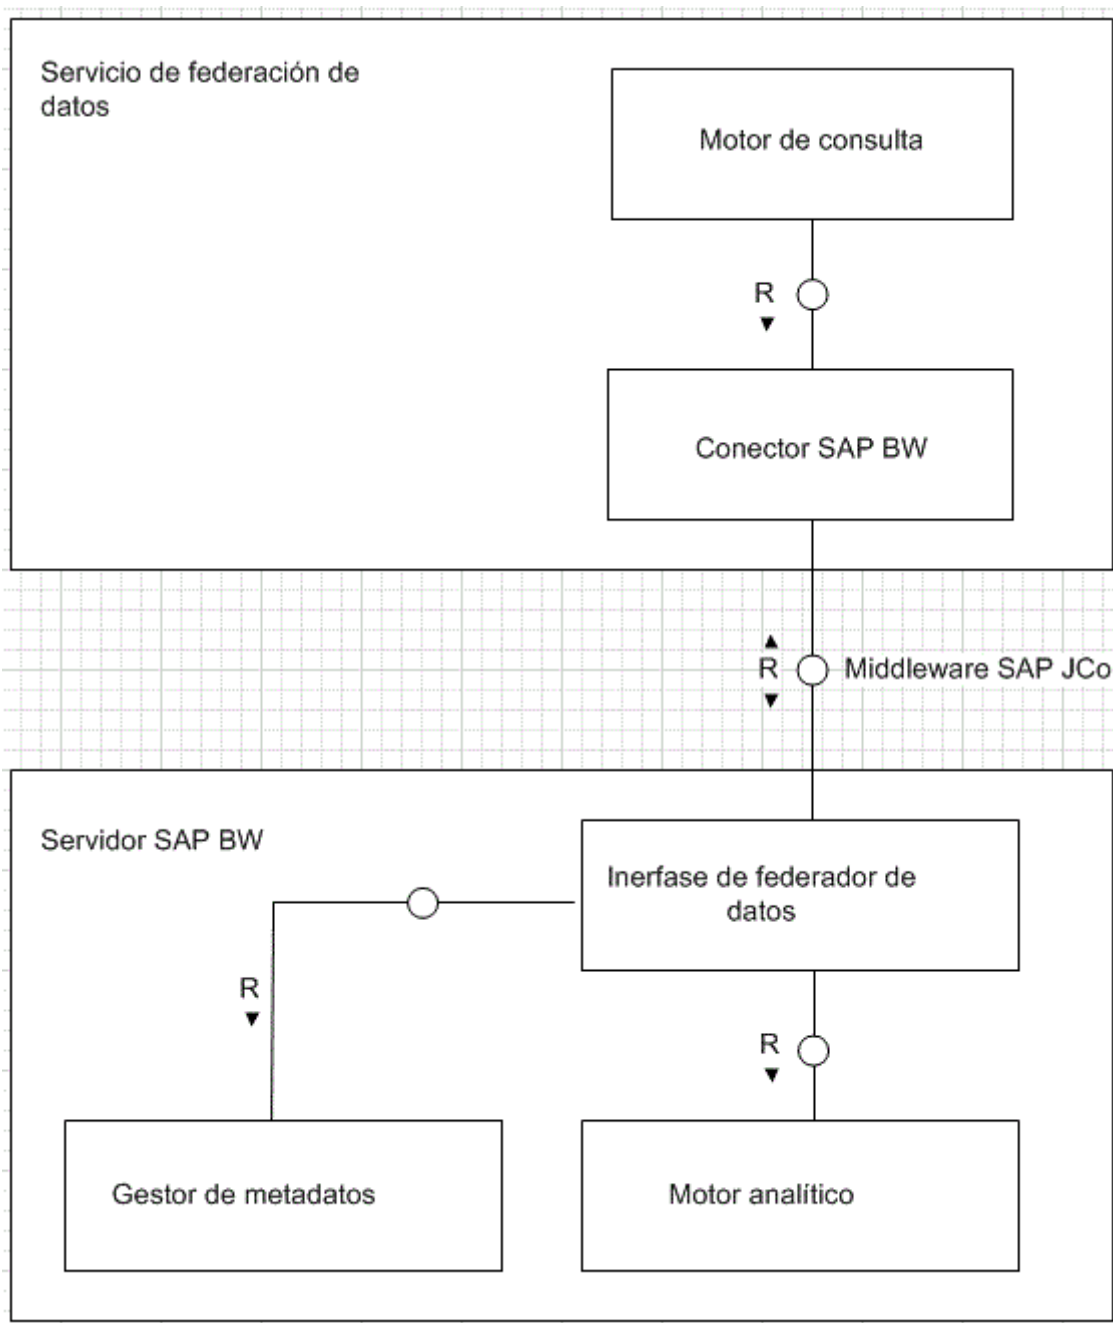 Servicio de federación de
datos
Motor de consulta
R
Conector SAP BW
R
Middleware SAP JCo
Servidor SAP BW
Inerfase de federador de
datos
R
R
Gestor de metadatos
Motor analítico